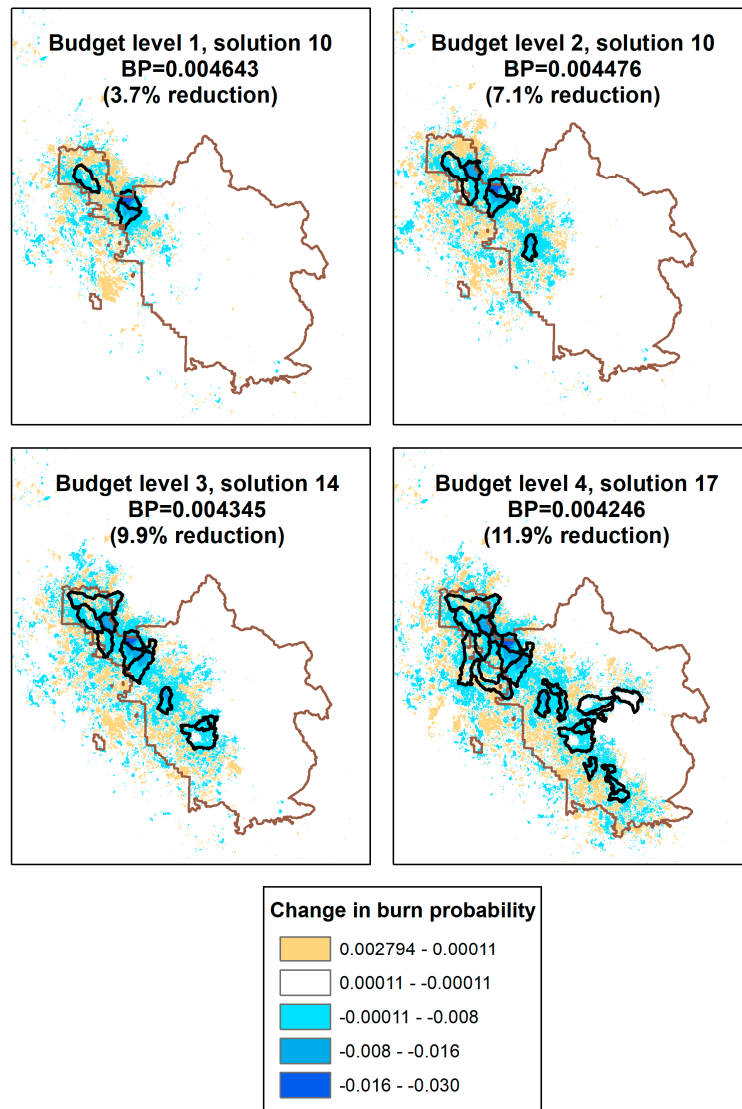 Budget level 1, solution 10
BP=0.004643
(3.7% reduction)
Budget level 2, solution 10
BP=0.004476
(7.1% reduction)
Budget level 3, solution 14
BP=0.004345
(9.9% reduction)
Budget level 4, solution 17
BP=0.004246
(11.9% reduction)
Change in burn probability
0.002794 - 0.00011
0.00011 - -0.00011
-0.00011 - -0.008
-0.008 - -0.016
-0.016 - -0.030